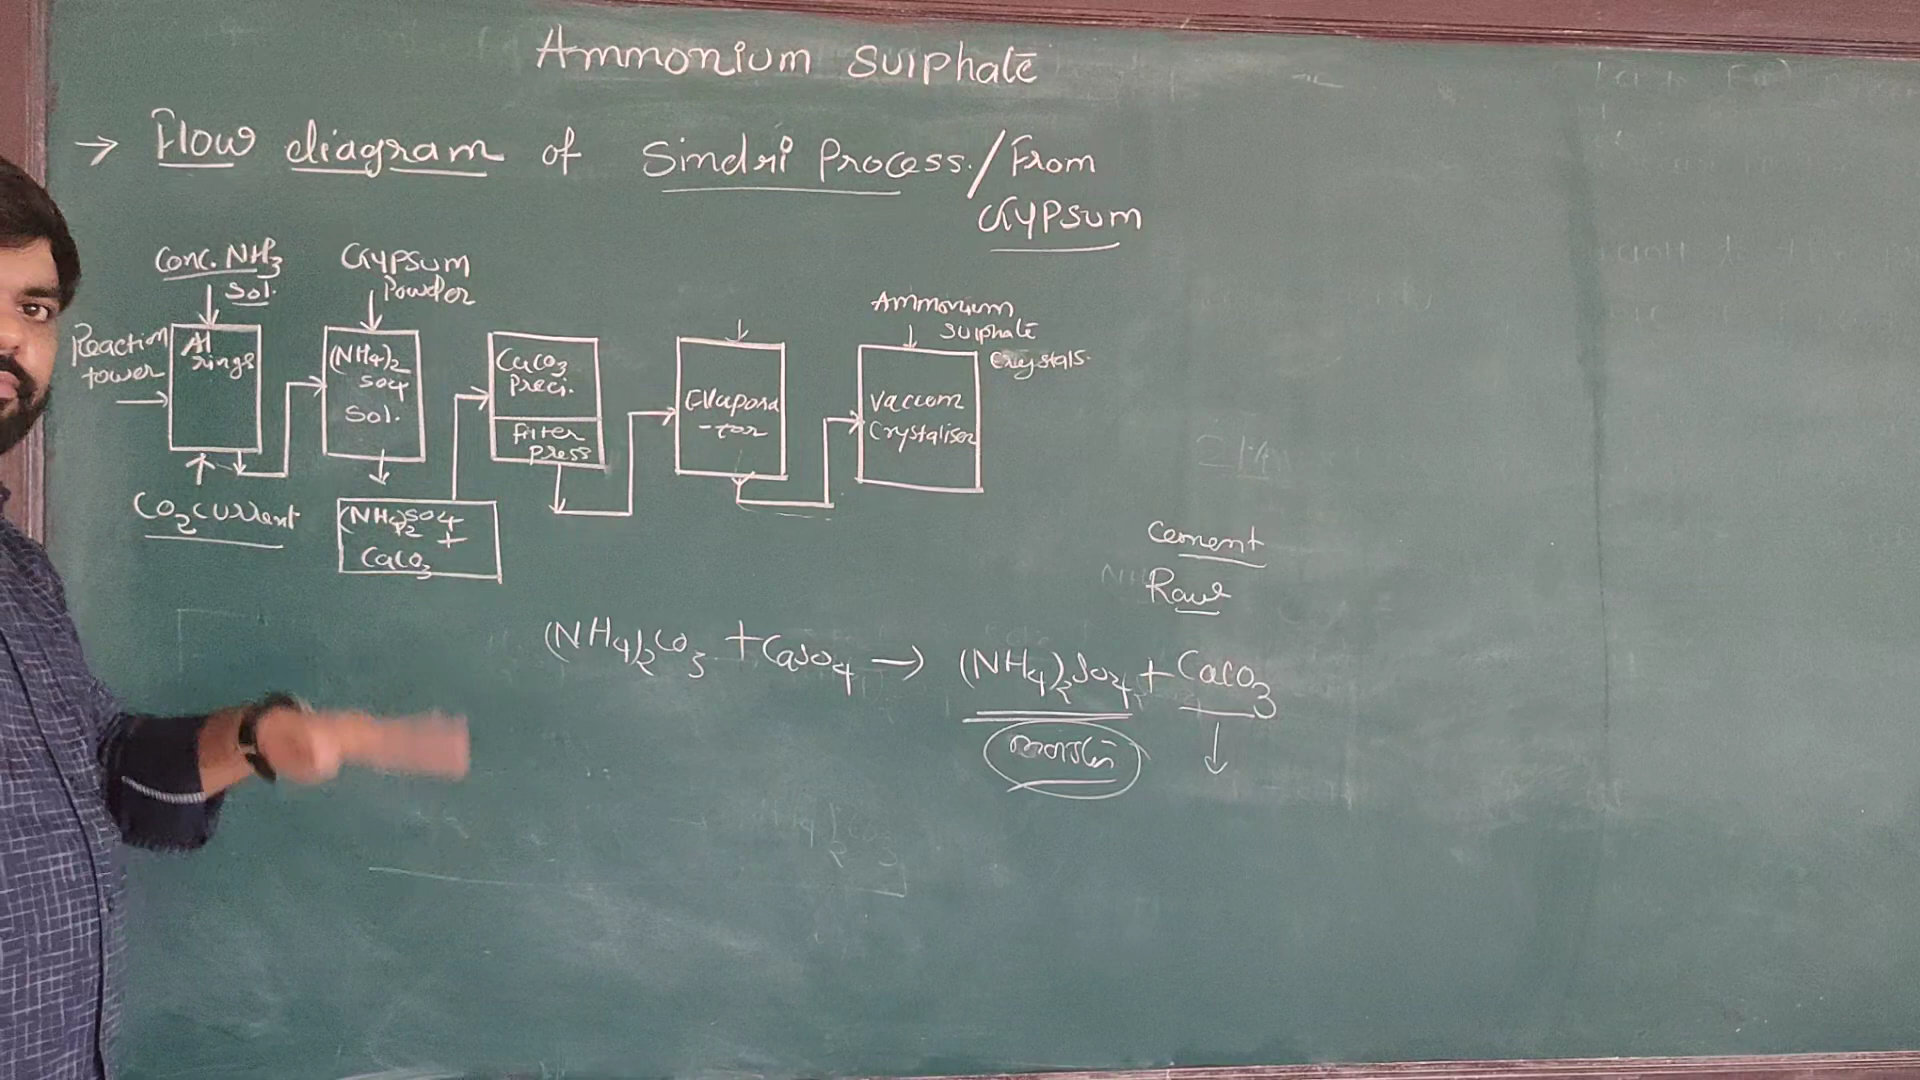 Ammonium Sulphate
→ Flow diagram of Sindri Process. / From
Gypsum
Conc. NH3
Sol.
Gypsum
Powder
Reaction
tower
Al
rings
CO2 current
(NH4)2
SO4
Sol.
(NH4)2SO4
+
CaCO3
CaCO3
Preci.
Filter
press
Evapora
-tor
Ammonium
Sulphate
Crystals.
Vaccum
Crystaliser
Cement
Raw
(NH4)2CO3 + CaSO4 → (NH4)2SO4 + CaCO3
↓